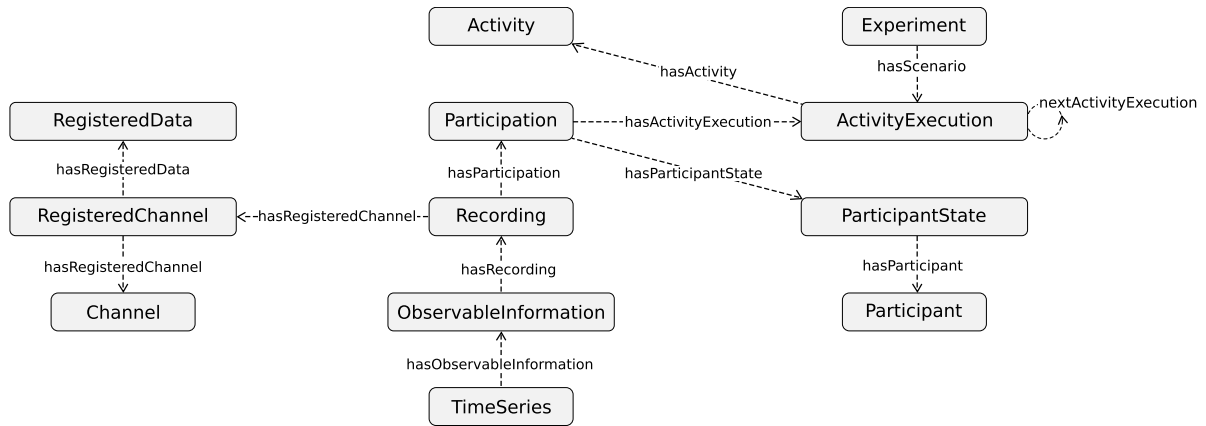 Activity
Experiment
hasActivity
hasScenario
nextActivityExecution
RegisteredData
Participation
hasActivityExecution
ActivityExecution
hasRegisteredData
hasParticipation
hasParticipantState
RegisteredChannel
hasRegisteredChannel
Recording
ParticipantState
hasRegisteredChannel
hasRecording
hasParticipant
Channel
ObservableInformation
Participant
hasObservableInformation
TimeSeries